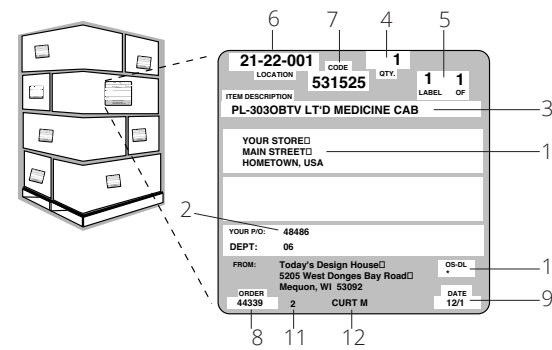 6
7
4
5
21-22-001
LOCATION
CODE
531525
1
QTY.
1 1
LABEL OF
ITEM DESCRIPTION
PL-303OBTV LT'D MEDICINE CAB
3
YOUR STORE□
MAIN STREET□
HOMETOWN, USA
1
2
YOUR P/O: 48486
DEPT: 06
FROM: Today's Design House□
5205 West Donges Bay Road□
Mequon, WI 53092
OS-DL
*
1
ORDER
44339
2
CURT M
DATE
12/1
9
8
11
12